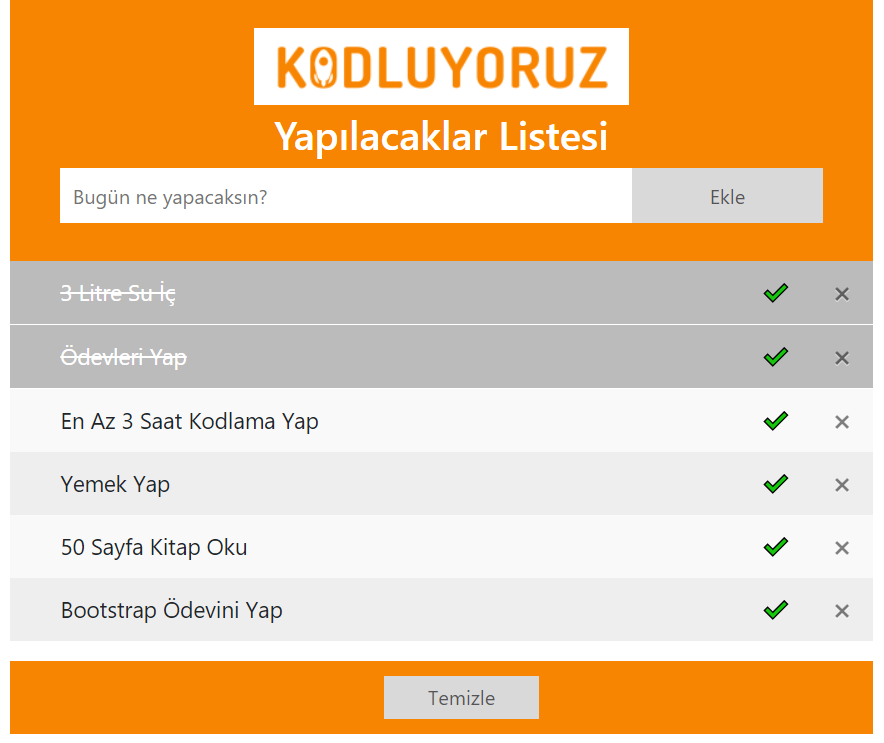 KODLUYORUZ
Yapılacaklar Listesi
Bugün ne yapacaksın?
Ekle
3 Litre Su İç
Ödevleri Yap
En Az 3 Saat Kodlama Yap
Yemek Yap
50 Sayfa Kitap Oku
Bootstrap Ödevini Yap
Temizle